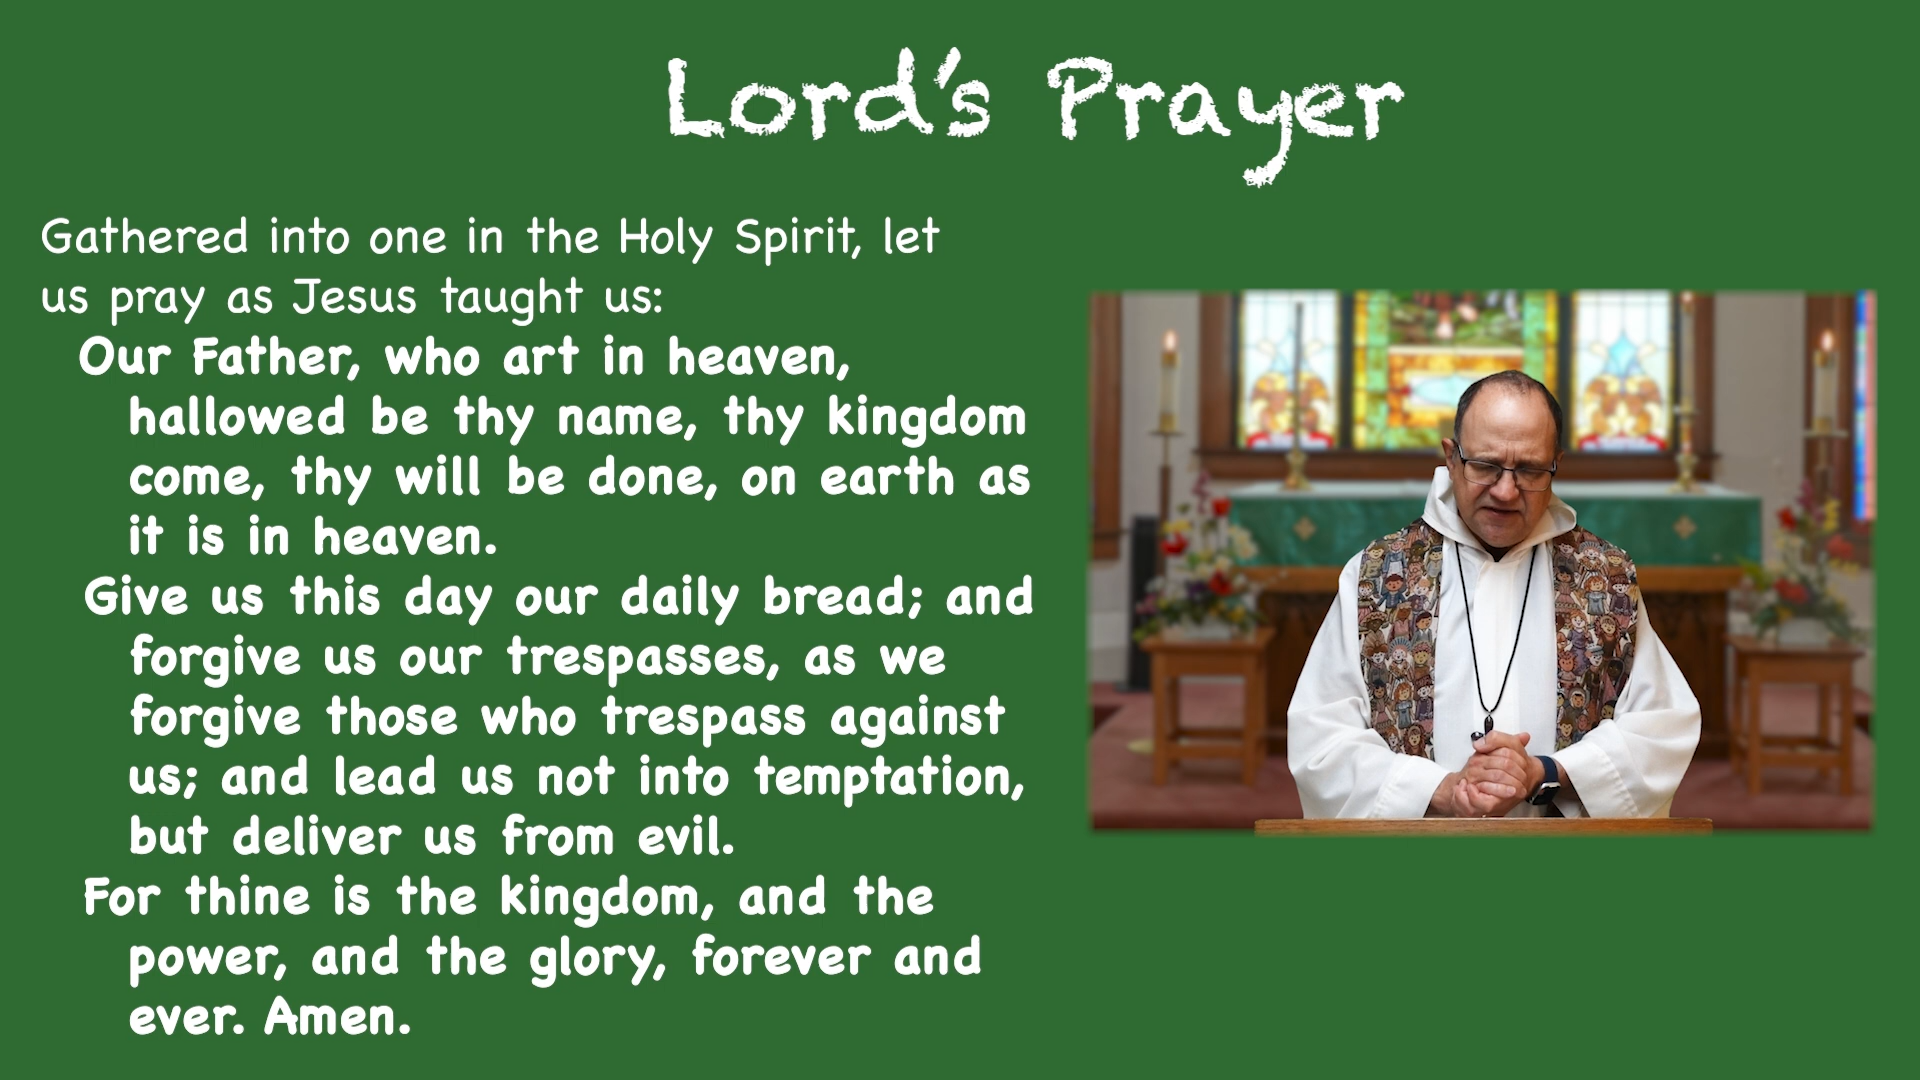 Lord's Prayer
Gathered into one in the Holy Spirit, let
us pray as Jesus taught us:
Our Father, who art in heaven,
hallowed be thy name, thy kingdom
come, thy will be done, on earth as
it is in heaven.
Give us this day our daily bread; and
forgive us our trespasses, as we
forgive those who trespass against
us; and lead us not into temptation,
but deliver us from evil.
For thine is the kingdom, and the
power, and the glory, forever and
ever. Amen.